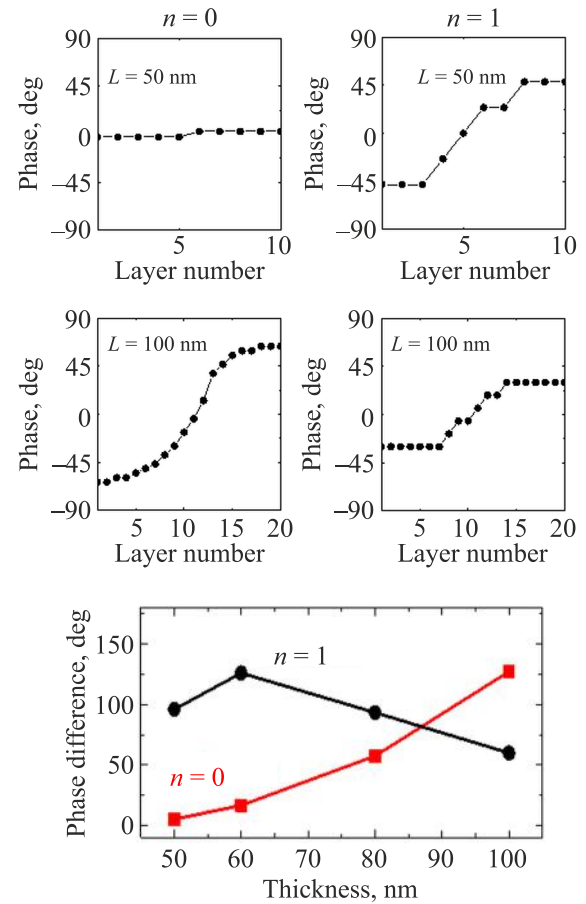 n = 0
n = 1
Phase, deg
90
45
0
–45
–90
L = 50 nm
5
10
Layer number
Phase, deg
90
45
0
–45
–90
L = 50 nm
5
10
Layer number
Phase, deg
90
45
0
–45
–90
L = 100 nm
5
10
15
20
Layer number
Phase, deg
90
45
0
–45
–90
L = 100 nm
5
10
15
20
Layer number
Phase difference, deg
150
100
50
0
n = 1
n = 0
50
60
70
80
90
100
Thickness, nm